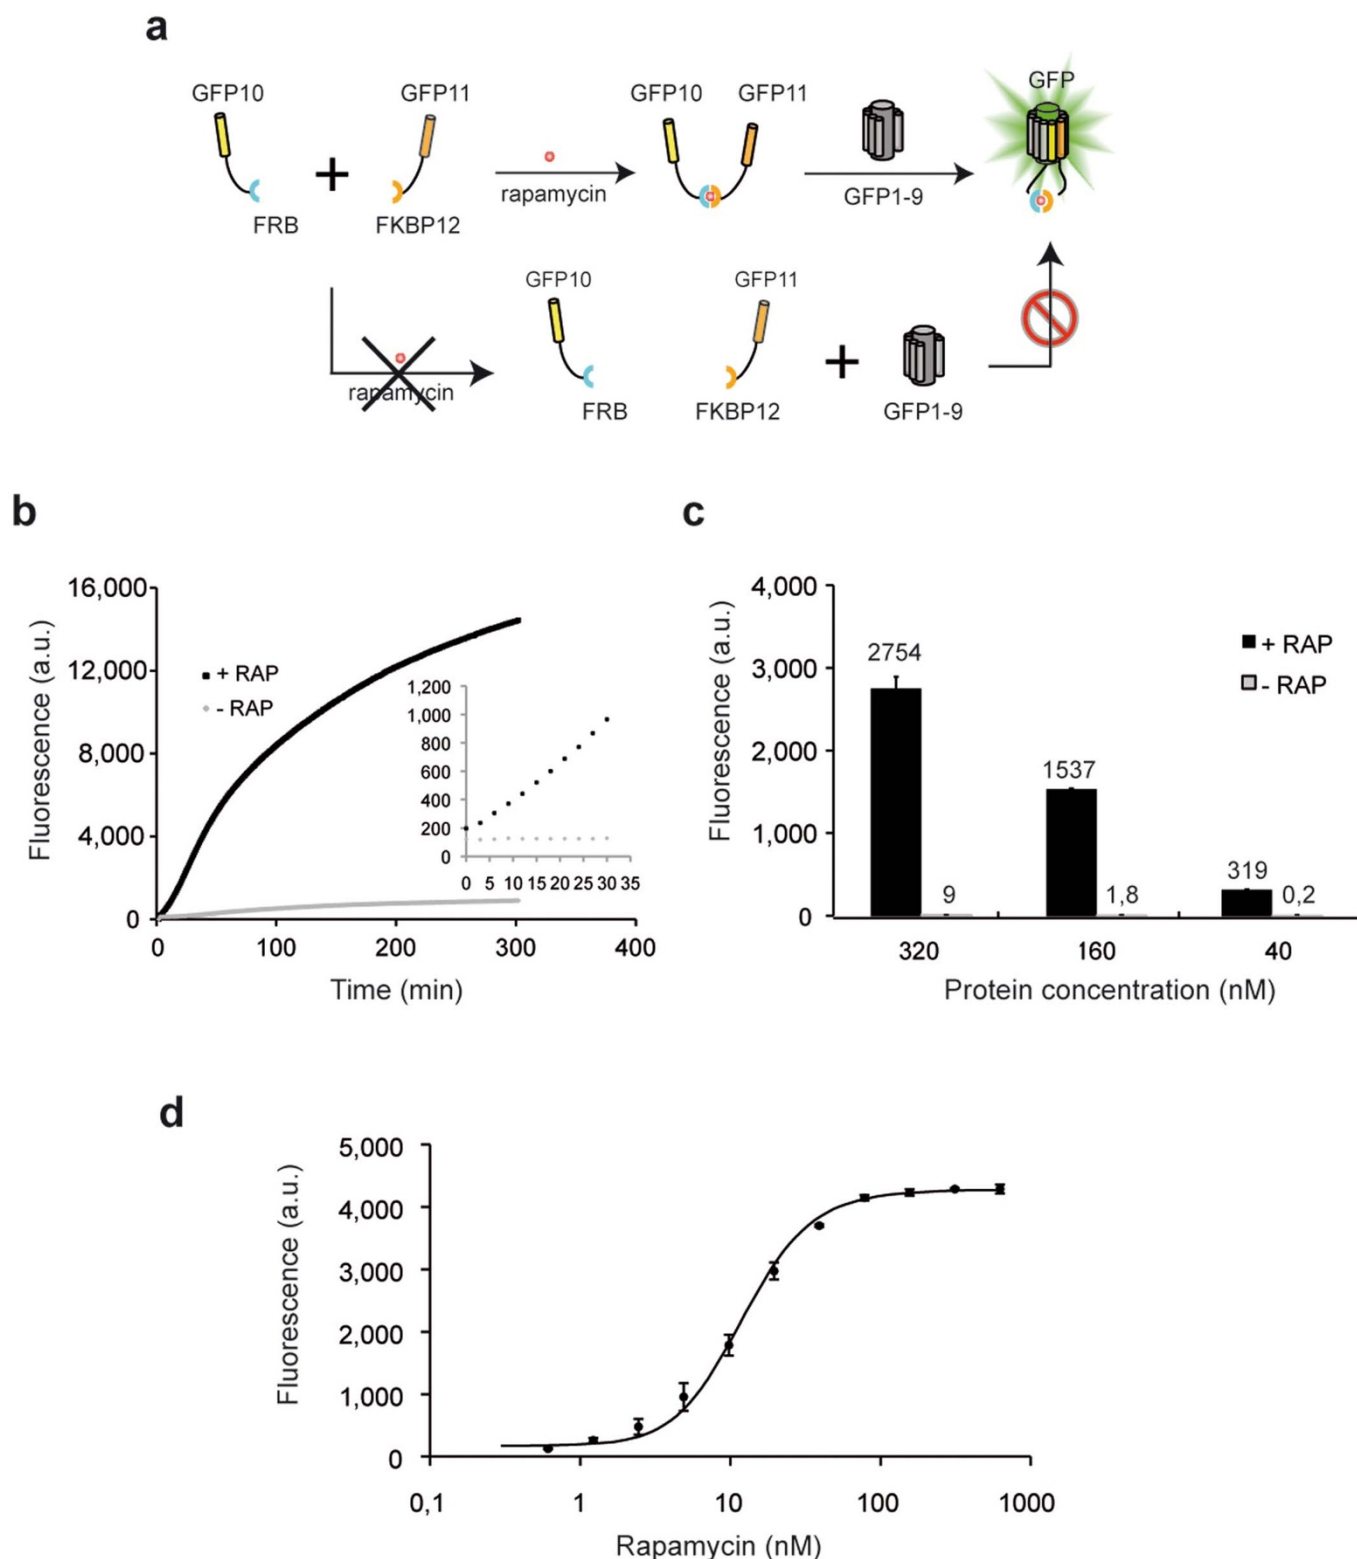 a
GFP10
GFP11
GFP10 GFP11
GFP
+
rapamycin
GFP1-9
FRB
FKBP12
GFP10
GFP11
rapamycin
+
FRB
FKBP12
GFP1-9
b
Fluorescence (a.u.)
16,000
12,000
8,000
4,000
0
+ RAP
- RAP
1,200
1,000
800
600
400
200
0
0 5 10 15 20 25 30 35
0 100 200 300 400
Time (min)
c
Fluorescence (a.u.)
4,000
3,000
2,000
1,000
0
+ RAP
- RAP
2754
9
1537
1,8
319
0,2
320 160 40
Protein concentration (nM)
d
Fluorescence (a.u.)
5,000
4,000
3,000
2,000
1,000
0
0,1 1 10 100 1000
Rapamycin (nM)